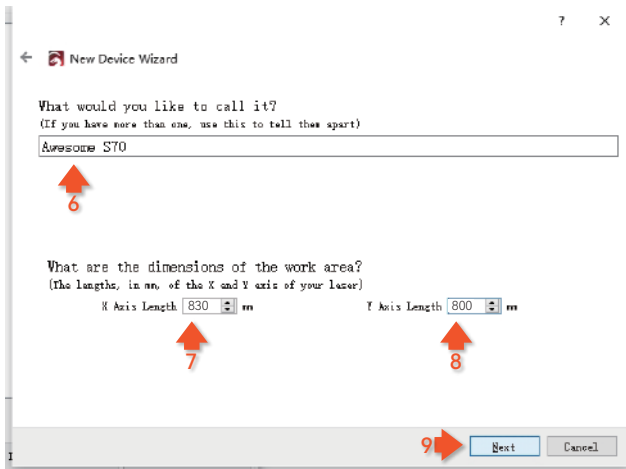 ? ×
← New Device Wizard
What would you like to call it?
(If you have more than one, use this to tell them apart)
Awesome S70
6
What are the dimensions of the work area?
(The lengths, in mm, of the X and Y axis of your laser)
X Axis Length 830 mm Y Axis Length 800 mm
7 8
9 Next Cancel